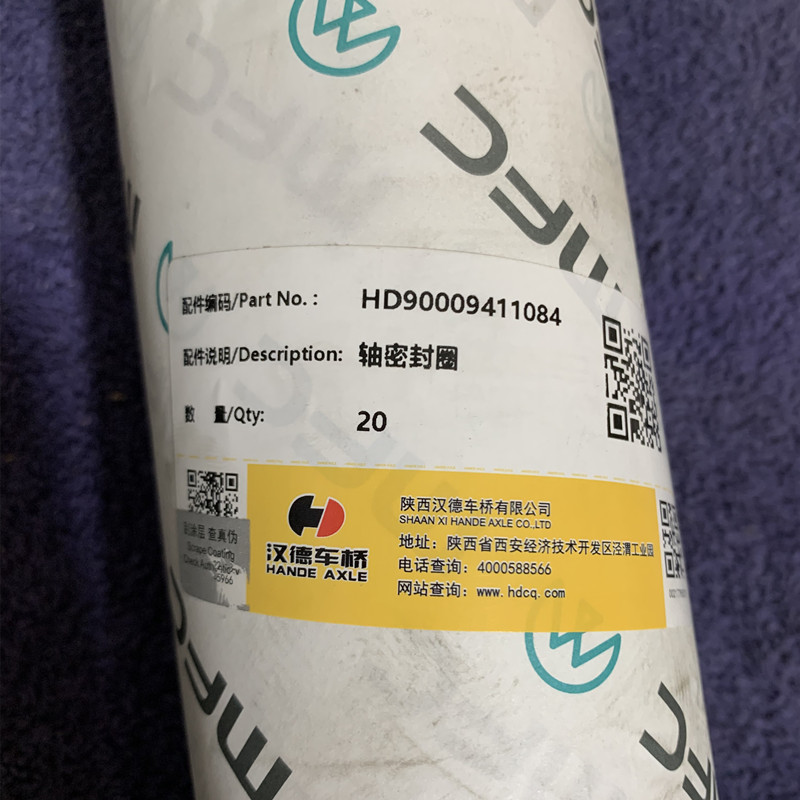 配件编码/Part No.: HD90009411084
配件说明/Description: 轴密封圈
数 量/Qty: 20
刮涂层 查真伪
Scrape Coating
Check Authenticity
汉德车桥
HANDE AXLE
陕西汉德车桥有限公司
SHAAN XI HANDE AXLE CO.,LTD
地址：陕西省西安经济技术开发区泾渭工业园
电话查询：4000588566
网站查询：www.hdcq.com